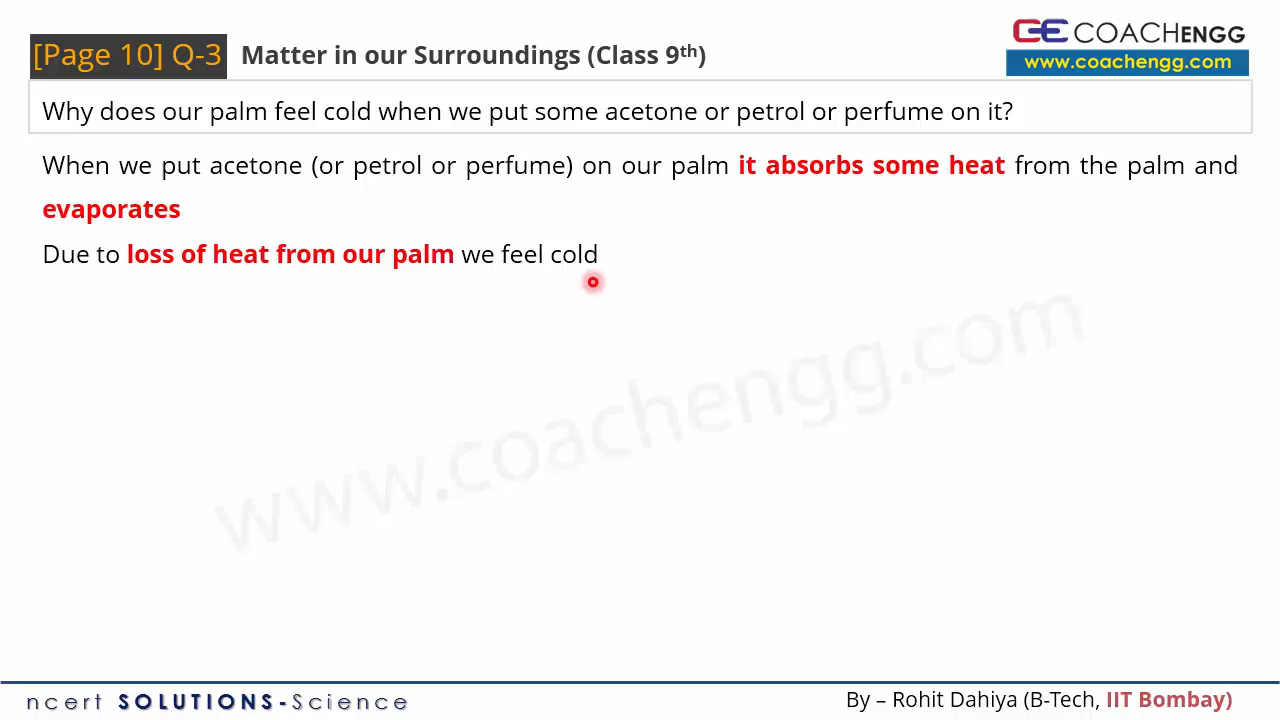 [Page 10] Q-3 Matter in our Surroundings (Class 9th)
CE COACHENGG
www.coachengg.com
Why does our palm feel cold when we put some acetone or petrol or perfume on it?
When we put acetone (or petrol or perfume) on our palm it absorbs some heat from the palm and
evaporates
Due to loss of heat from our palm we feel cold
www.coachengg.com
ncert SOLUTIONS-Science
By – Rohit Dahiya (B-Tech, IIT Bombay)